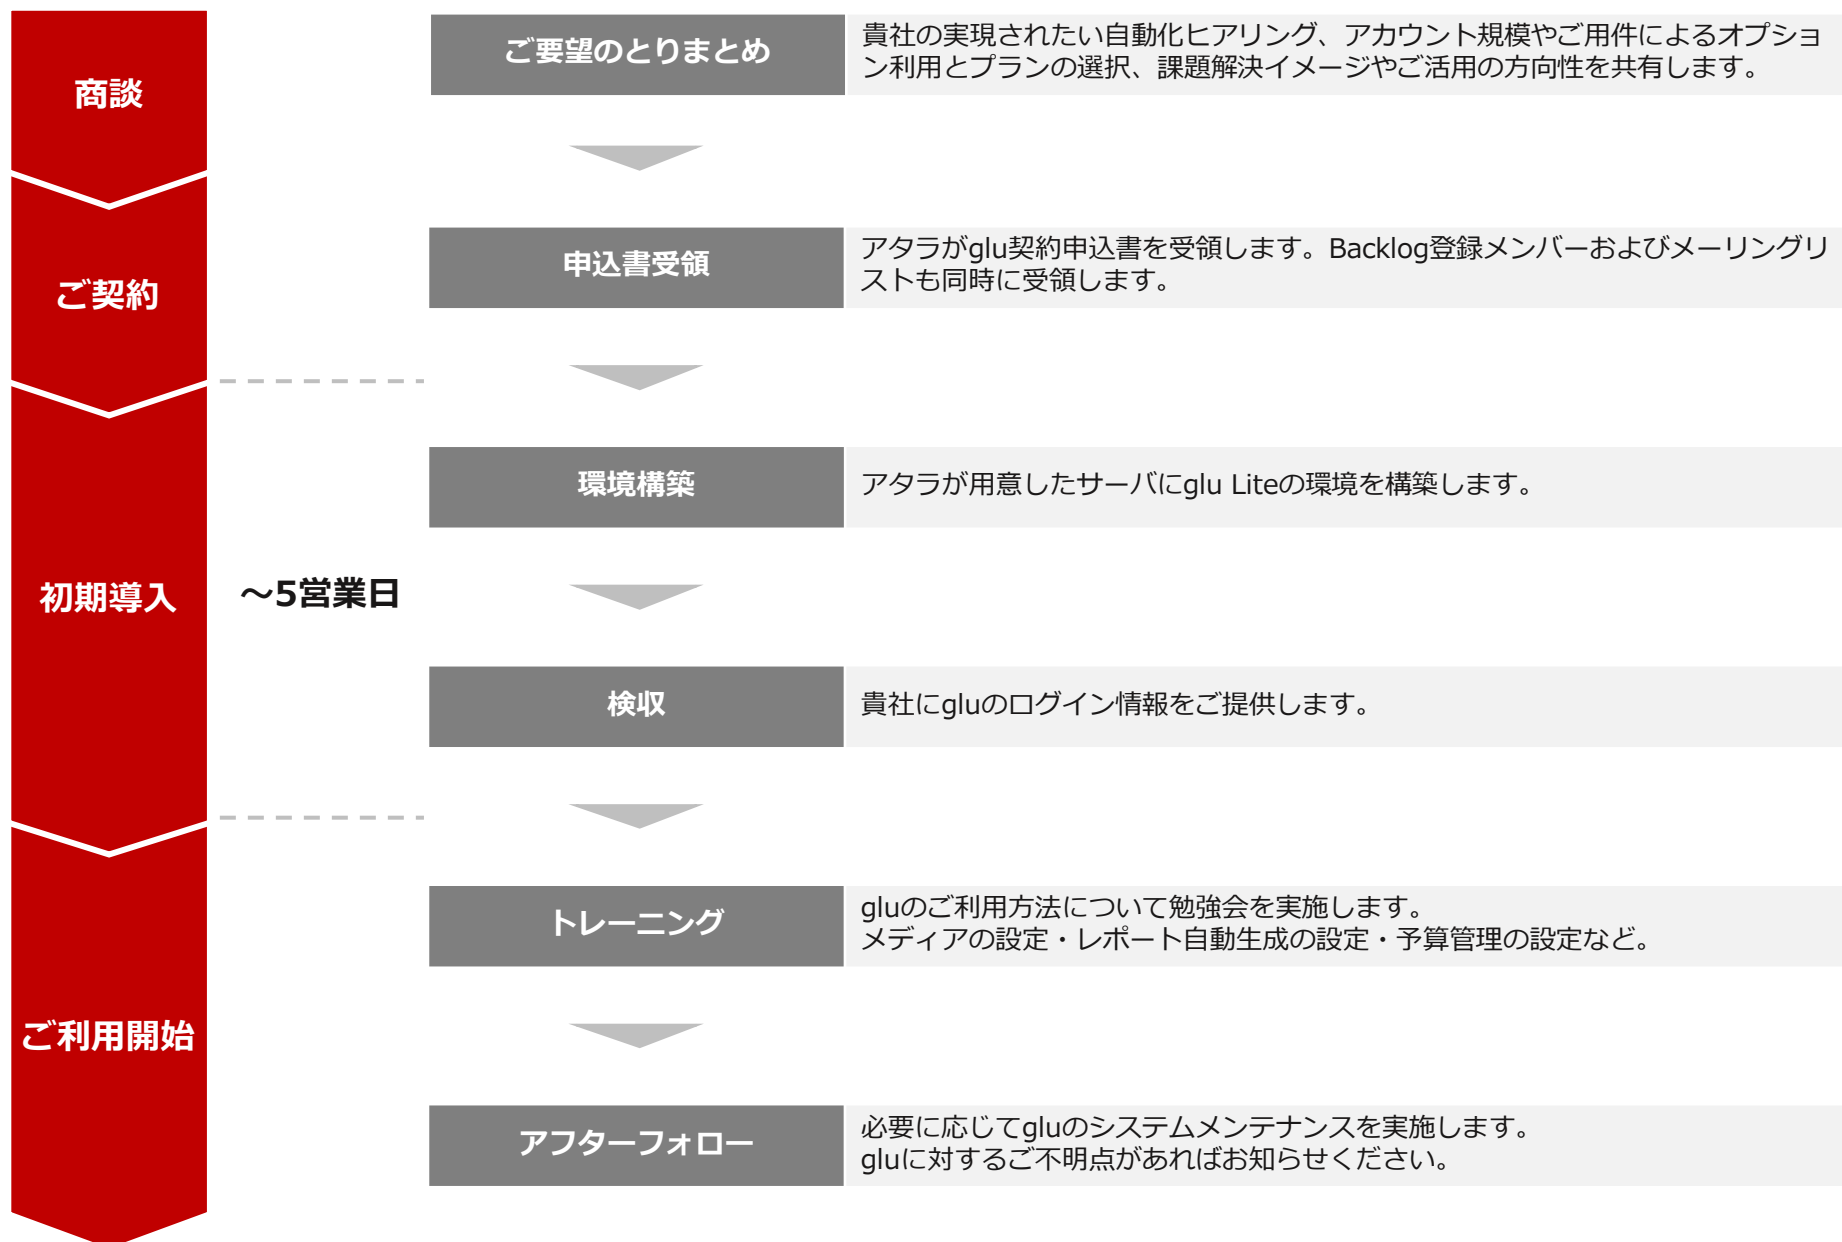 商談
ご要望のとりまとめ
貴社の実現されたい自動化ヒアリング、アカウント規模やご用件によるオプショ
ン利用とプランの選択、課題解決イメージやご活用の方向性を共有します。
ご契約
申込書受領
アタラがglu契約申込書を受領します。Backlog登録メンバーおよびメーリングリ
ストも同時に受領します。
初期導入
～5営業日
環境構築
アタラが用意したサーバにglu Liteの環境を構築します。
検収
貴社にgluのログイン情報をご提供します。
ご利用開始
トレーニング
gluのご利用方法について勉強会を実施します。
メディアの設定・レポート自動生成の設定・予算管理の設定など。
アフターフォロー
必要に応じてgluのシステムメンテナンスを実施します。
gluに対するご不明点があればお知らせください。